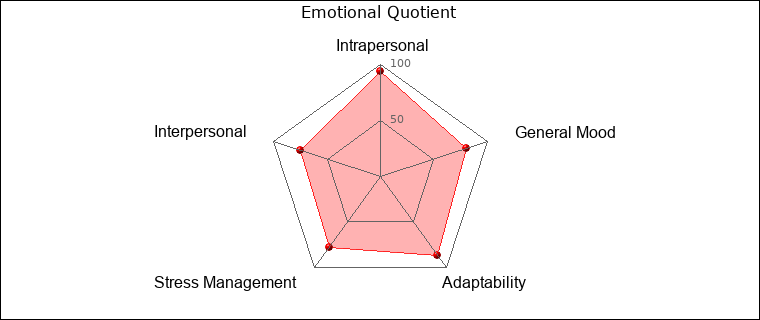 Emotional Quotient
Intrapersonal
100
50
Interpersonal
General Mood
Stress Management
Adaptability